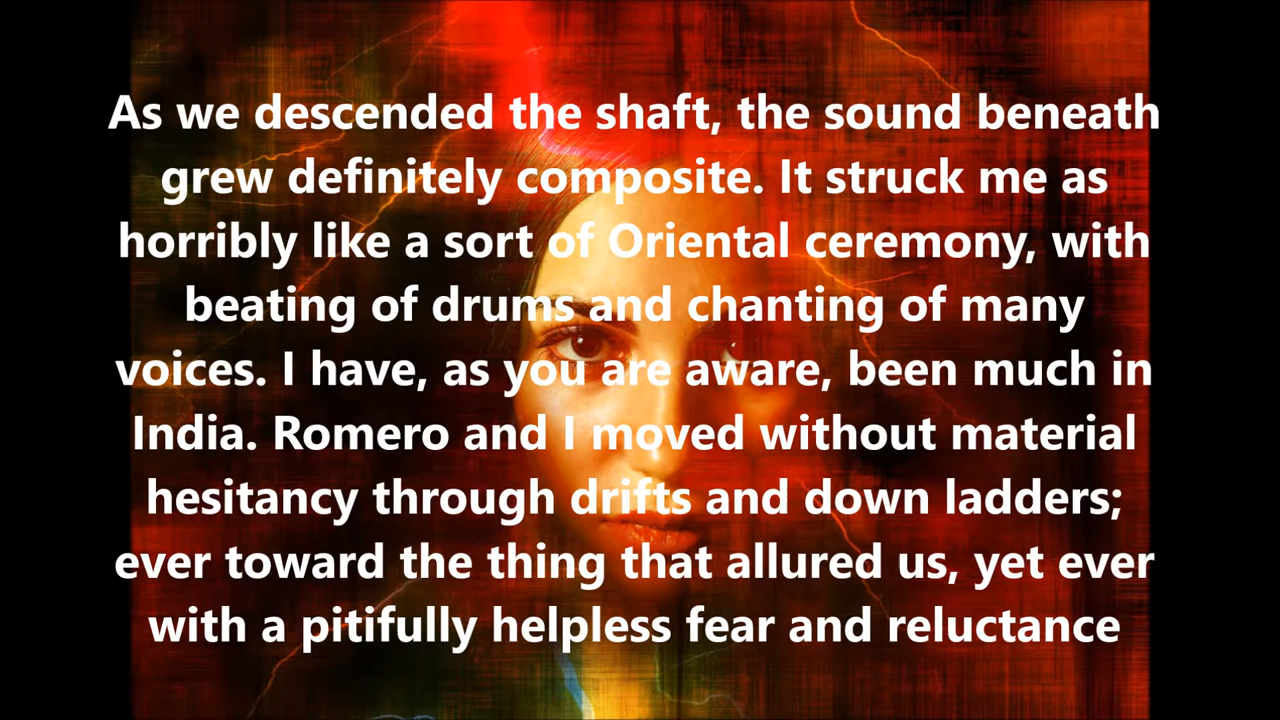 As we descended the shaft, the sound beneath
grew definitely composite. It struck me as
horribly like a sort of Oriental ceremony, with
beating of drums and chanting of many
voices. I have, as you are aware, been much in
India. Romero and I moved without material
hesitancy through drifts and down ladders;
ever toward the thing that allured us, yet ever
with a pitifully helpless fear and reluctance